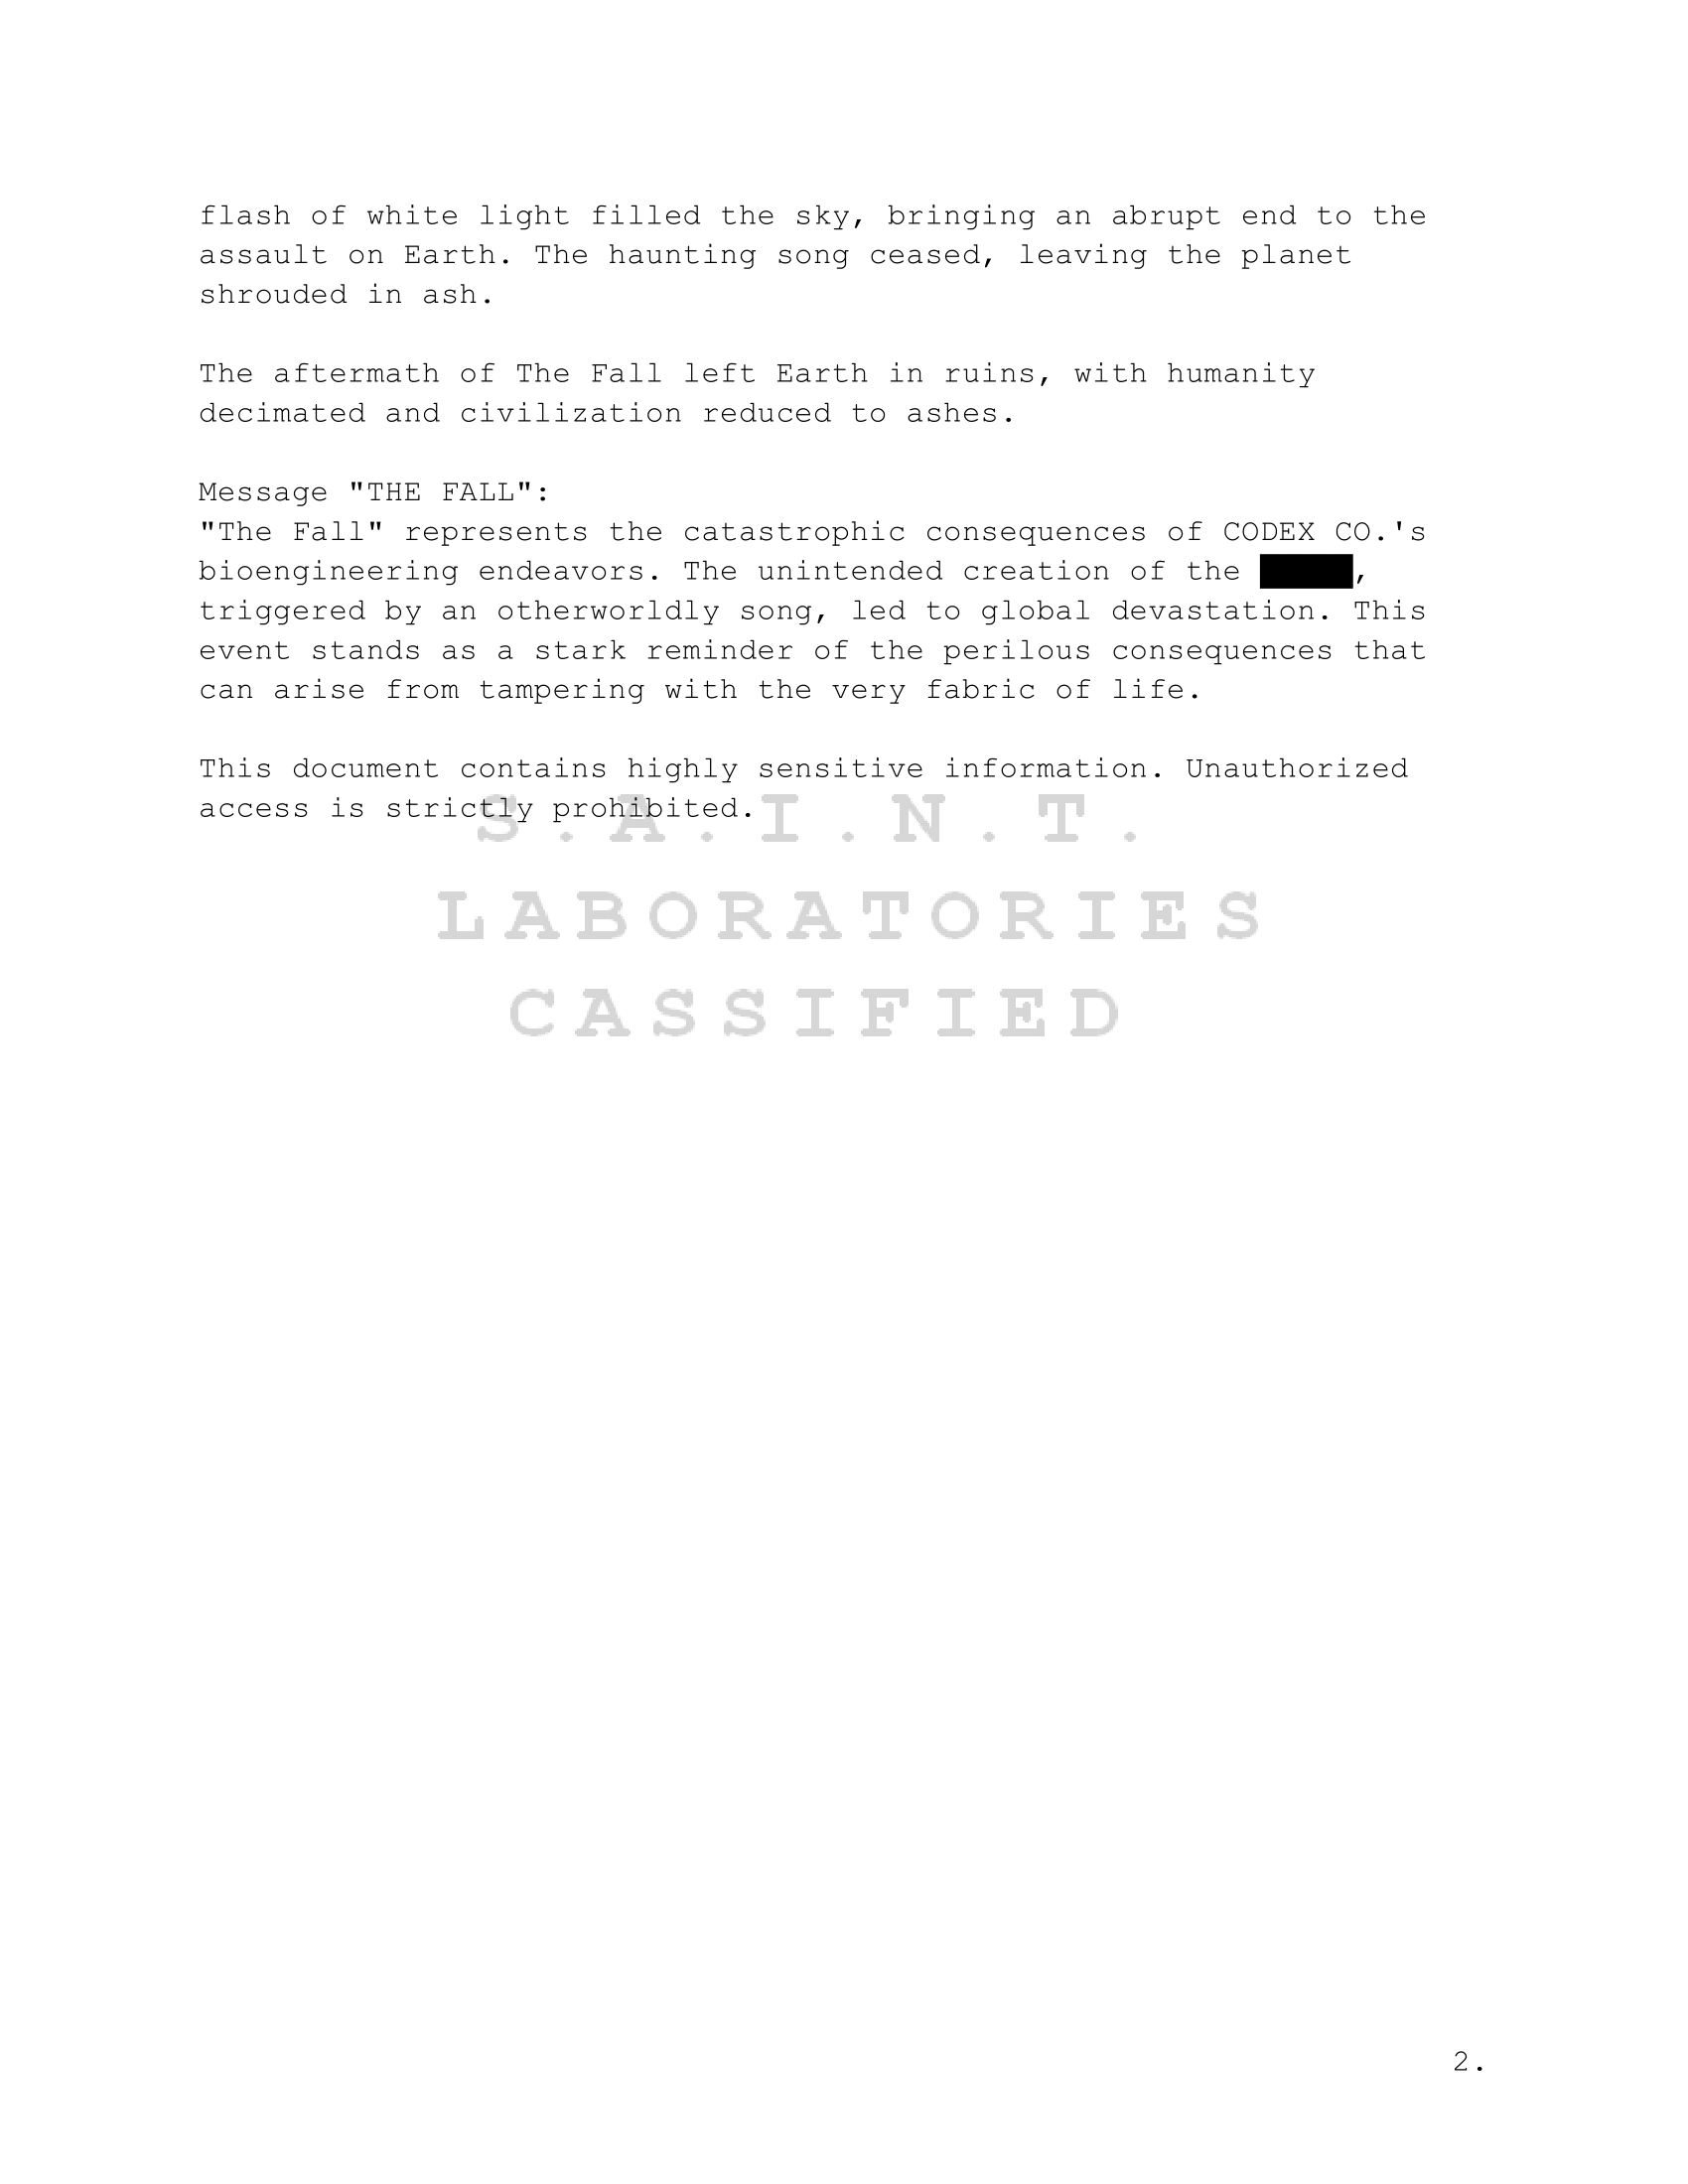 flash of white light filled the sky, bringing an abrupt end to the
assault on Earth. The haunting song ceased, leaving the planet
shrouded in ash.
The aftermath of The Fall left Earth in ruins, with humanity
decimated and civilization reduced to ashes.
Message "THE FALL":
"The Fall" represents the catastrophic consequences of CODEX CO.'s
bioengineering endeavors. The unintended creation of the ,
triggered by an otherworldly song, led to global devastation. This
event stands as a stark reminder of the perilous consequences that
can arise from tampering with the very fabric of life.
This document contains highly sensitive information. Unauthorized
access is strictly prohibited.
S.A.I.N.T.
LABORATORIES
CASSIFIED
2.